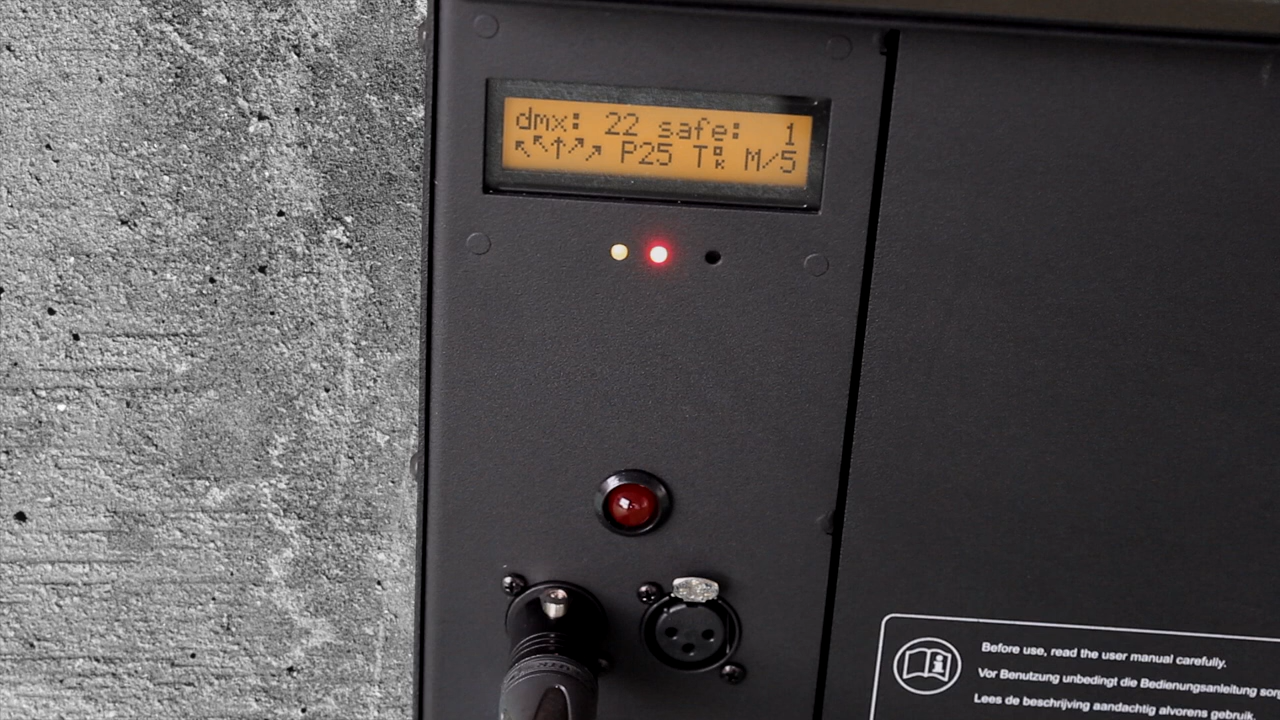 dmx: 22 safe: 1
↖↖↑↗↗ P25 T°K M/5
Before use, read the user manual carefully.
Vor Benutzung unbedingt die Bedienungsanleitung
Lees de beschrijving aandachtig alvorens gebruik.